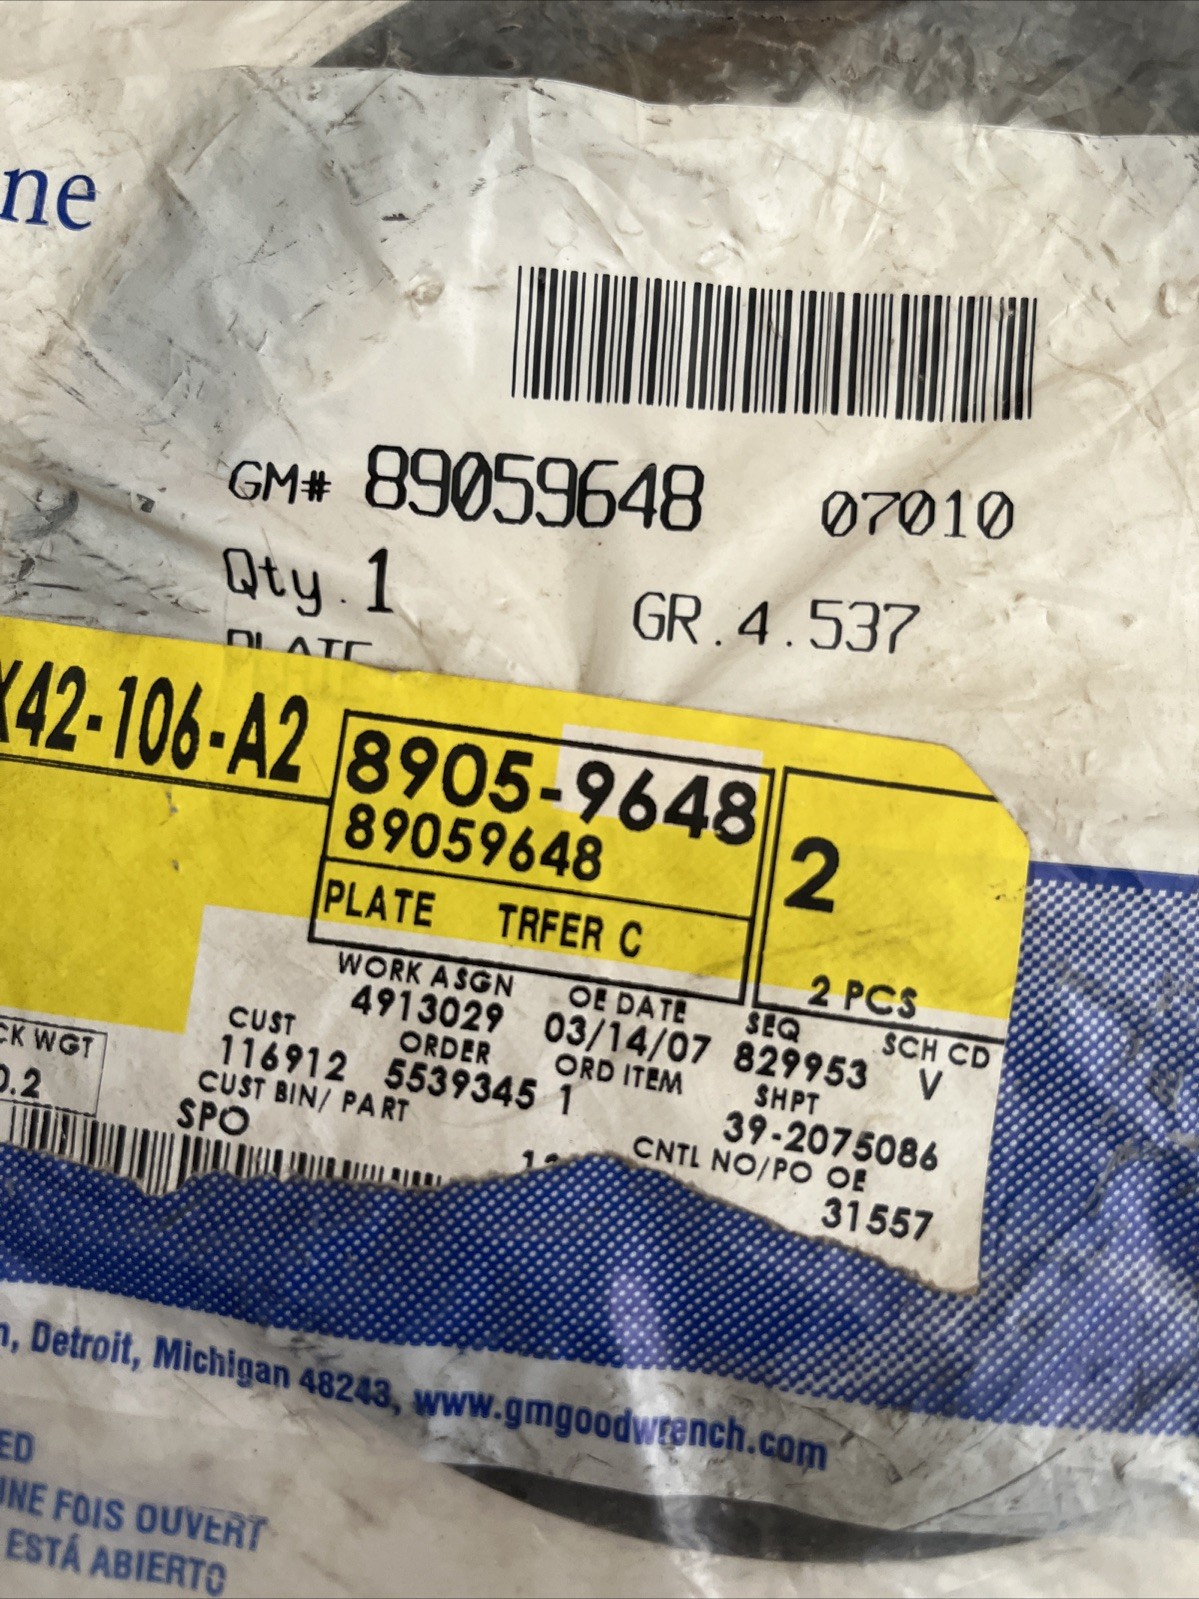 ne
GM# 89059648 07010
Qty.1 GR.4.537
PLATE
X42-106-A2
8905-9648
89059648
2
PLATE TRFER C
2 PCS
WORK ASGN
4913029
OE DATE
03/14/07
SEQ
829953
SCH CD
V
CUST
116912
ORDER
5539345
ORD ITEM
1
SHPT
39-2075086
CK WGT
0.2
CUST BIN/ PART
SPO
CNTL NO/PO OE
31557
n, Detroit, Michigan 48243, www.gmgoodwrench.com
ED
UNE FOIS OUVERT
ESTÁ ABIERTO